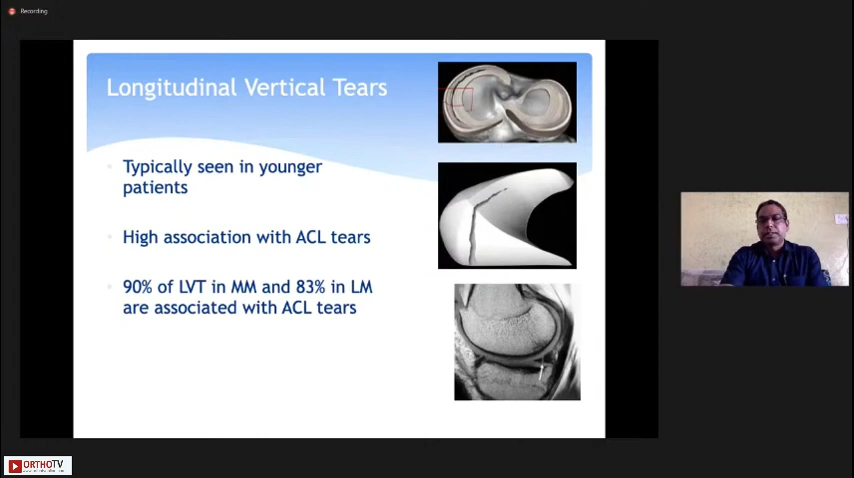 Recording
Longitudinal Vertical Tears
Typically seen in younger
patients
High association with ACL tears
90% of LVT in MM and 83% in LM
are associated with ACL tears
ORTHOTV